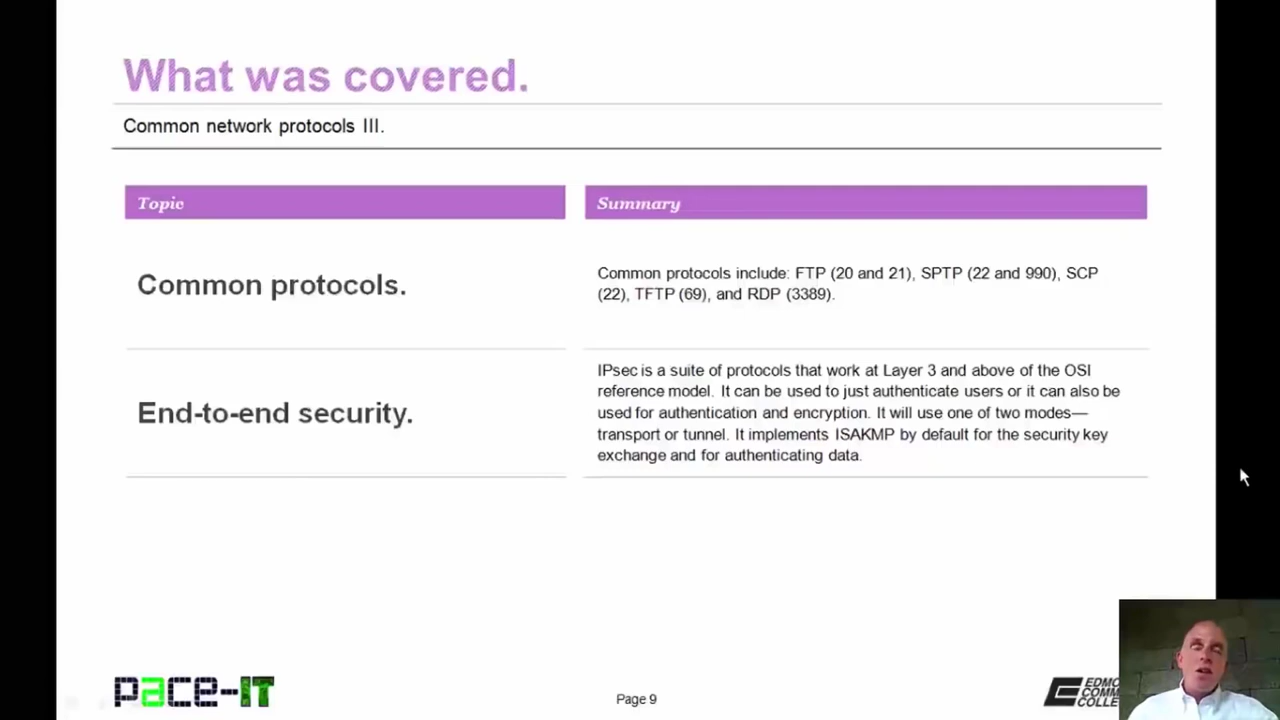 What was covered.
Common network protocols III.
Topic
Summary
Common protocols.
Common protocols include: FTP (20 and 21), SPTP (22 and 990), SCP
(22), TFTP (69), and RDP (3389).
End-to-end security.
IPsec is a suite of protocols that work at Layer 3 and above of the OSI
reference model. It can be used to just authenticate users or it can also be
used for authentication and encryption. It will use one of two modes—
transport or tunnel. It implements ISAKMP by default for the security key
exchange and for authenticating data.
pace-IT
Page 9